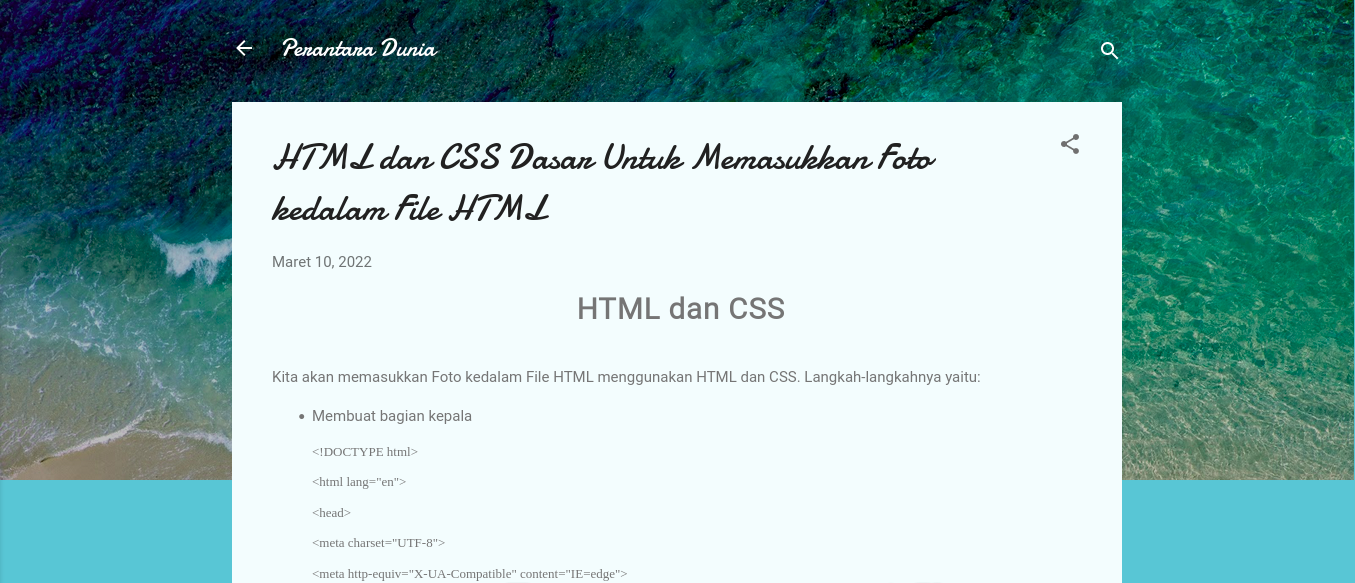 Perantara Dunia
HTML dan CSS Dasar Untuk Memasukkan Foto
kedalam File HTML
Maret 10, 2022
HTML dan CSS
Kita akan memasukkan Foto kedalam File HTML menggunakan HTML dan CSS. Langkah-langkahnya yaitu:
• Membuat bagian kepala
<!DOCTYPE html>
<html lang="en">
<head>
<meta charset="UTF-8">
<meta http-equiv="X-UA-Compatible" content="IE=edge">